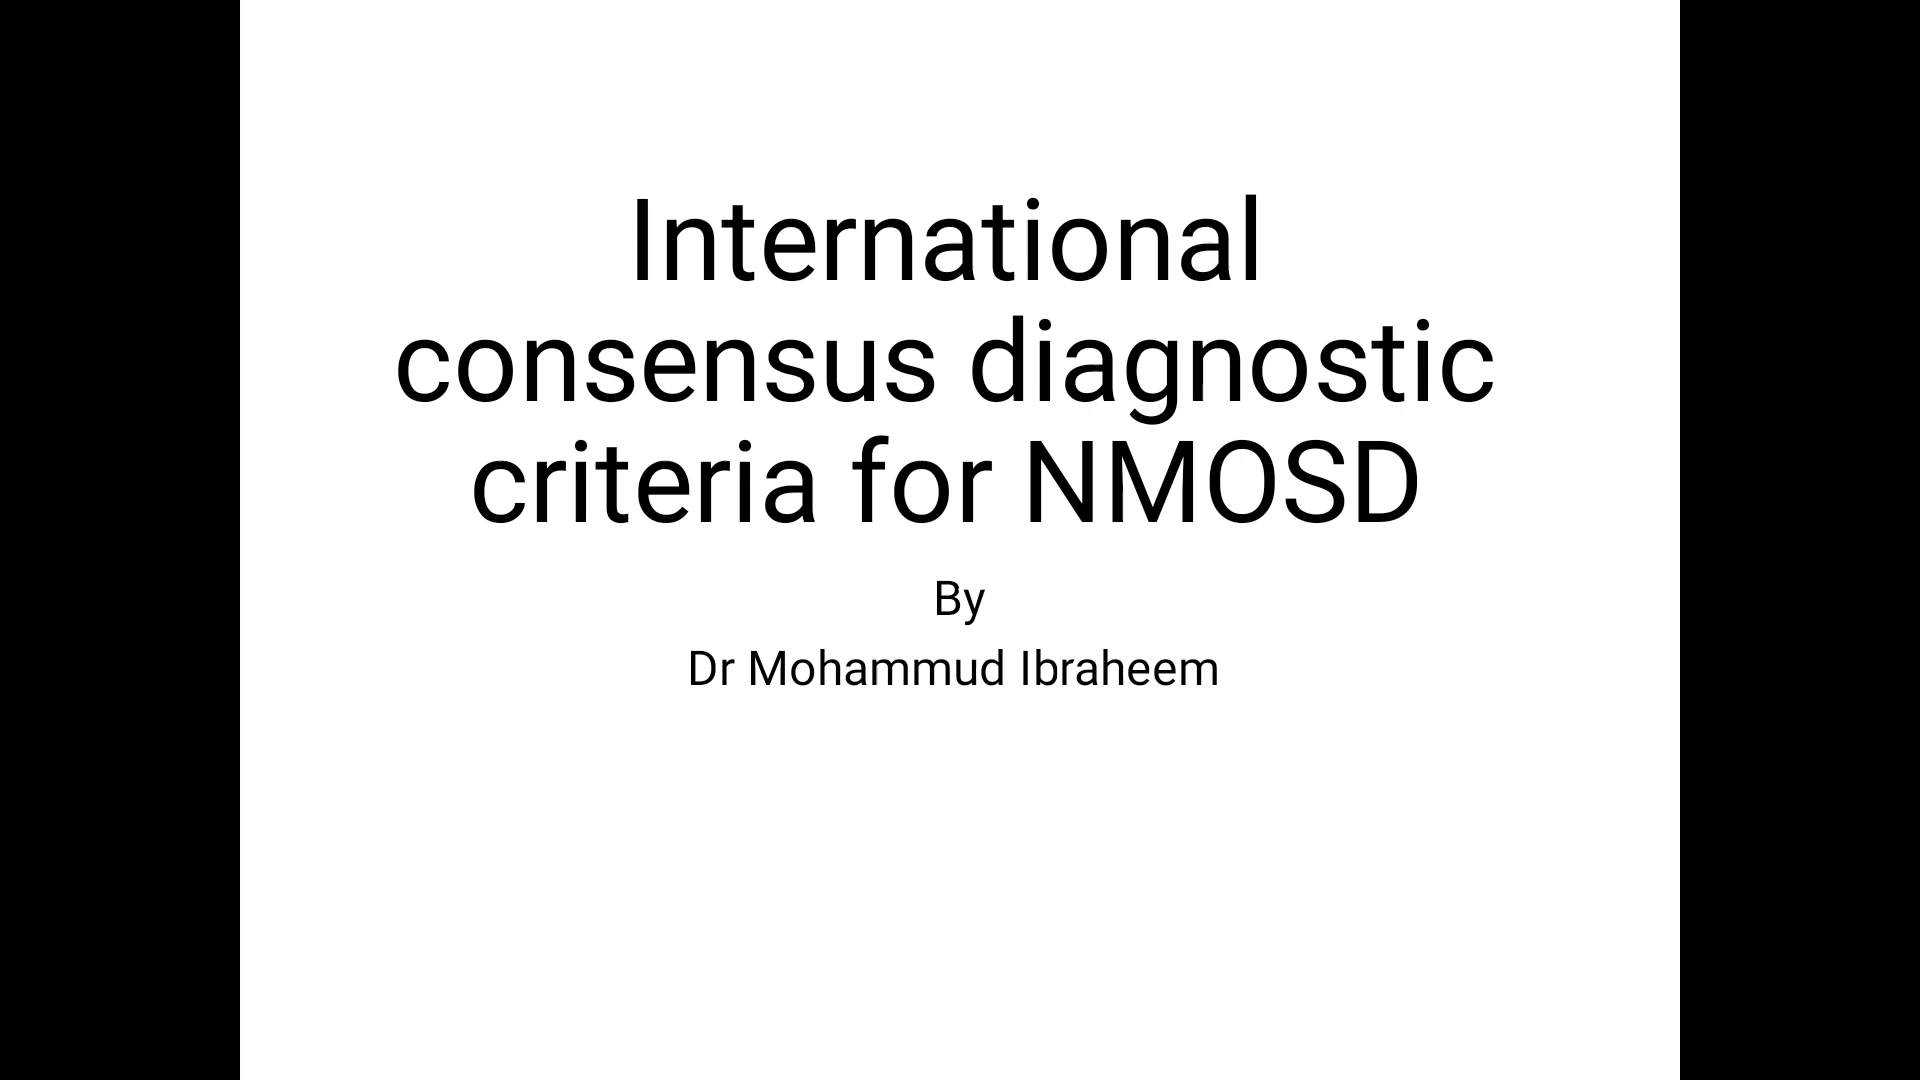 International
consensus diagnostic
criteria for NMOSD
By
Dr Mohammud Ibraheem